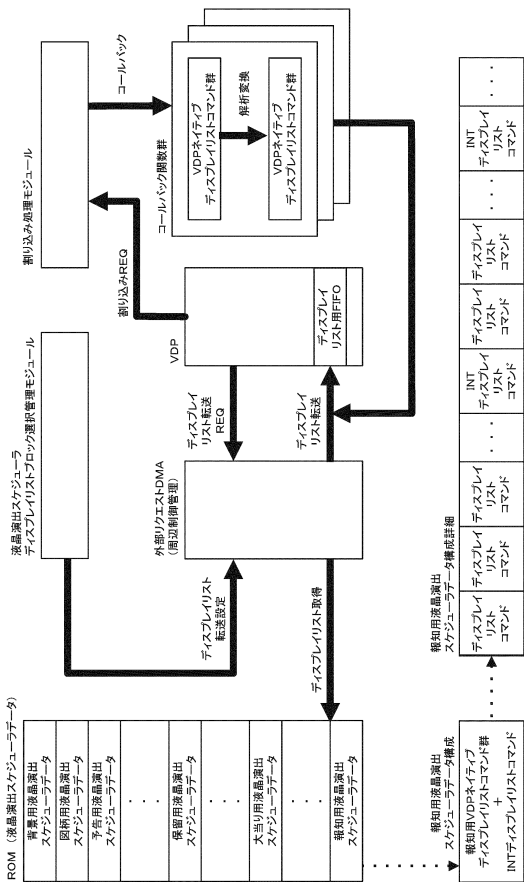 ROM (液晶演出スケジューラデータ)
背景用液晶演出
スケジューラデータ
図柄用液晶演出
スケジューラデータ
予告用液晶演出
スケジューラデータ
・・・
保留用液晶演出
スケジューラデータ
・・・
大当り用液晶演出
スケジューラデータ
・・・
報知用液晶演出
スケジューラデータ
液晶演出スケジューラ
ディスプレイリストブロック選択管理モジュール
ディスプレイリスト
転送設定
ディスプレイリスト取得
外部リクエストDMA
(周辺制御管理)
ディスプレイ
リスト転送
REQ
ディスプレイ
リスト転送
VDP
ディスプレイ
リスト用FIFO
割り込みREQ
割り込み処理モジュール
コールバック
コールバック関数群
VDPネイティブ
ディスプレイリストコマンド群
解析変換
VDPネイティブ
ディスプレイリストコマンド群
報知用液晶演出
スケジューラデータ構成
報知用VDPネイティブ
ディスプレイリストコマンド群
+
INTディスプレイリストコマンド
報知用液晶演出
スケジューラデータ構成詳細
ディスプレイ
リスト
コマンド
ディスプレイ
リスト
コマンド
ディスプレイ
リスト
コマンド
・・・
INT
ディスプレイ
リスト
コマンド
ディスプレイ
リスト
コマンド
ディスプレイ
リスト
コマンド
・・・
INT
ディスプレイ
リスト
コマンド
・・・